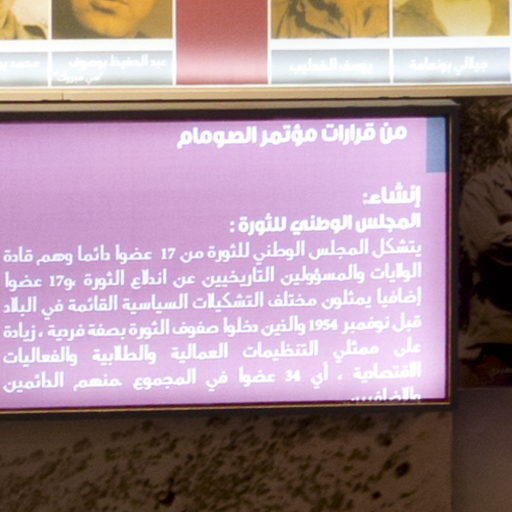 جيلالي بونعامة
يوسف الخطيب
عبد الحفيظ بوصوف
"سي مبروك"
محمد
من قرارات مؤتمر الصومام
إنشاء:
المجلس الوطني للثورة :
يتشكل المجلس الوطني للثورة من 17 عضوا دائما وهم قادة
الولايات والمسؤولين التاريخيين عن اندلاع الثورة ،و17 عضوا
إضافيا يمثلون مختلف التشكيلات السياسية القائمة في البلاد
قبل نوفمبر 1954 والذين دخلوا صفوف الثورة بصفة فردية ، زيادة
على ممثلي التنظيمات العمالية والطلابية والفعاليات
الاقتصادية ، أي 34 عضوا في المجموع منهم الدائمين
والإضافيين